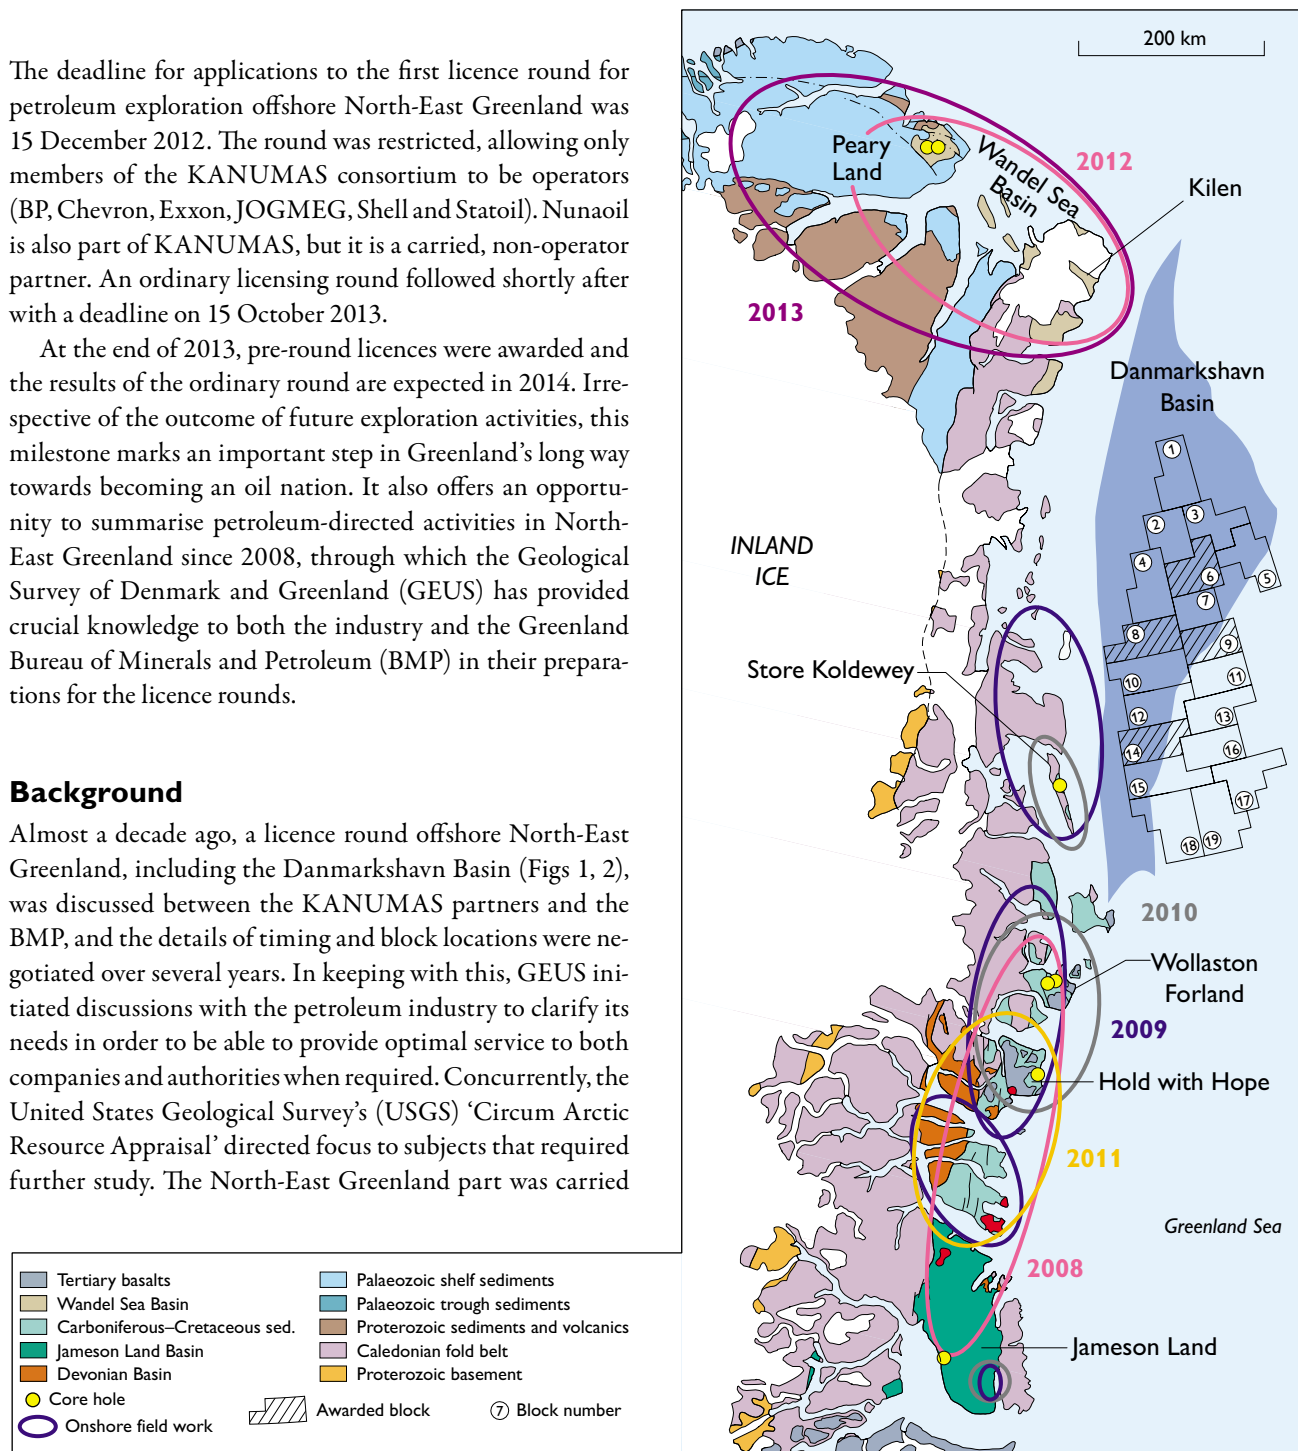 The deadline for applications to the first licence round for
petroleum exploration offshore North-East Greenland was
15 December 2012. The round was restricted, allowing only
members of the KANUMAS consortium to be operators
(BP, Chevron, Exxon, JOGMEG, Shell and Statoil). Nunaoil
is also part of KANUMAS, but it is a carried, non-operator
partner. An ordinary licensing round followed shortly after
with a deadline on 15 October 2013.
At the end of 2013, pre-round licences were awarded and
the results of the ordinary round are expected in 2014. Irre-
spective of the outcome of future exploration activities, this
milestone marks an important step in Greenland’s long way
towards becoming an oil nation. It also offers an opportu-
nity to summarise petroleum-directed activities in North-
East Greenland since 2008, through which the Geological
Survey of Denmark and Greenland (GEUS) has provided
crucial knowledge to both the industry and the Greenland
Bureau of Minerals and Petroleum (BMP) in their prepara-
tions for the licence rounds.
Background
Almost a decade ago, a licence round offshore North-East
Greenland, including the Danmarkshavn Basin (Figs 1, 2),
was discussed between the KANUMAS partners and the
BMP, and the details of timing and block locations were ne-
gotiated over several years. In keeping with this, GEUS ini-
tiated discussions with the petroleum industry to clarify its
needs in order to be able to provide optimal service to both
companies and authorities when required. Concurrently, the
United States Geological Survey’s (USGS) ‘Circum Arctic
Resource Appraisal’ directed focus to subjects that required
further study. The North-East Greenland part was carried
200 km
Peary
Land
Wandel Sea
Basin
2012
Kilen
2013
Danmarkshavn
Basin
1
2
3
4
5
6
7
8
9
10
11
12
13
14
15
16
17
18
19
INLAND
ICE
Store Koldewey
2010
Wollaston
Forland
2009
Hold with Hope
2011
Greenland Sea
2008
Jameson Land
Tertiary basalts
Wandel Sea Basin
Carboniferous–Cretaceous sed.
Jameson Land Basin
Devonian Basin
Core hole
Onshore field work
Palaeozoic shelf sediments
Palaeozoic trough sediments
Proterozoic sediments and volcanics
Caledonian fold belt
Proterozoic basement
Awarded block
7 Block number